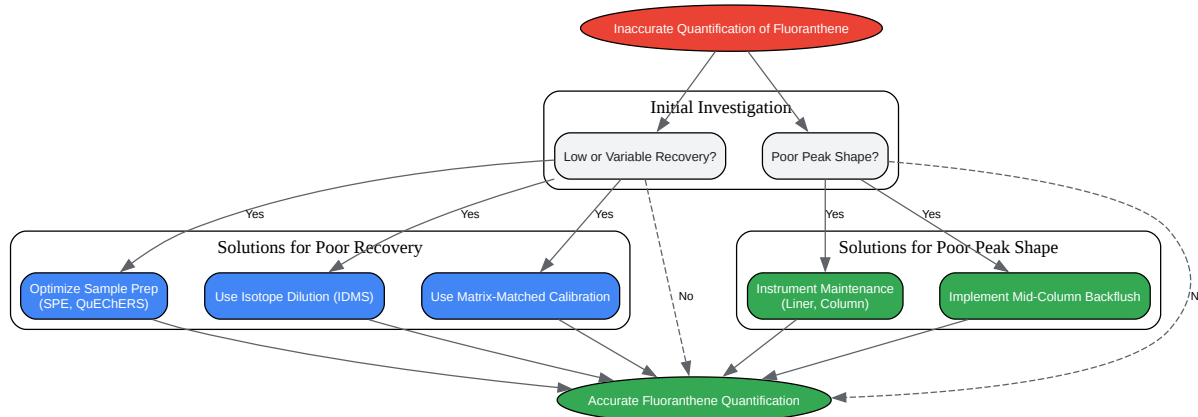 Inaccurate Quantification of Fluoranthene
Initial Investigation
Low or Variable Recovery?
Poor Peak Shape?
Yes
Yes
Yes
Yes
Yes
Solutions for Poor Recovery
Solutions for Poor Peak Shape
Optimize Sample Prep
(SPE, QuEChERS)
Use Isotope Dilution (IDMS)
Use Matrix-Matched Calibration
No
Instrument Maintenance
(Liner, Column)
Implement Mid-Column Backflush
N
Accurate Fluoranthene Quantification